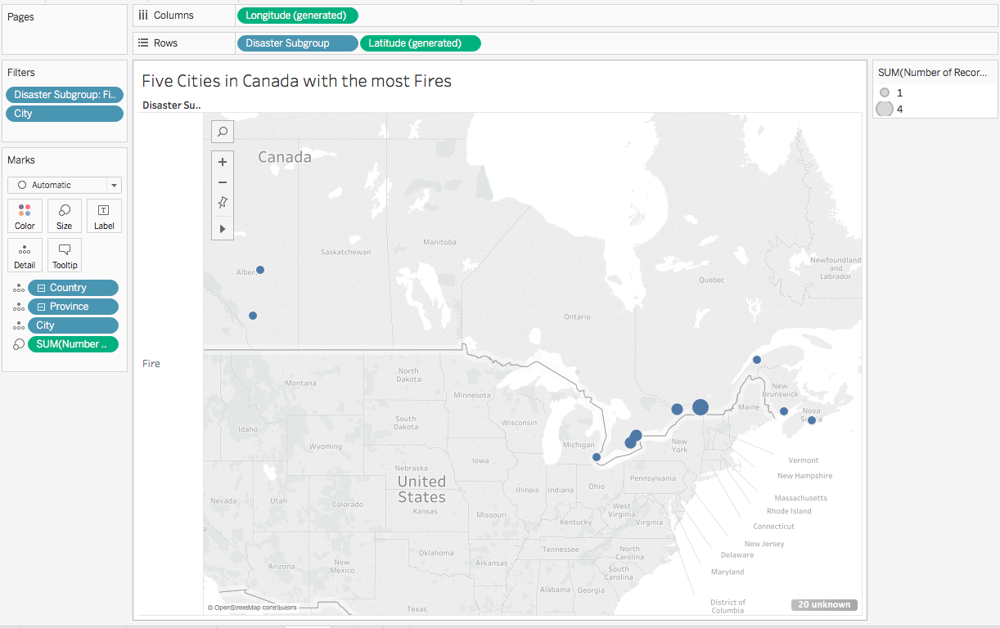 Pages
Columns
Longitude (generated)
Rows
Disaster Subgroup
Latitude (generated)
Filters
Disaster Subgroup: Fi..
City
Marks
Automatic
Color
Size
Label
Detail
Tooltip
Country
Province
City
SUM(Number ..
Five Cities in Canada with the most Fires
Disaster Su..
Fire
Canada
Alber
Saskatchewan
Manitoba
Ontario
Quebec
Newfoundland
and
Labrador
New
Brunswick
Nova
Maine
Montana
North
Dakota
Minnesota
Idaho
South
Dakota
Wisconsin
Michigan
New
York
Wyoming
Iowa
Nebraska
United
States
Illinois
Indiana
Ohio
Pennsylvania
Vermont
New Hampshire
Massachusetts
Rhode Island
Connecticut
New Jersey
Delaware
Maryland
District of
Columbia
Nevada
Utah
Colorado
Kansas
Missouri
West
Virginia
Virginia
Kentucky
Arizona
New
Mexico
Oklahoma
Arkansas
Tennessee
North
Carolina
South
Carolina
Alabama
Georgia
Texas
© OpenStreetMap contributors
20 unknown
SUM(Number of Recor...
1
4